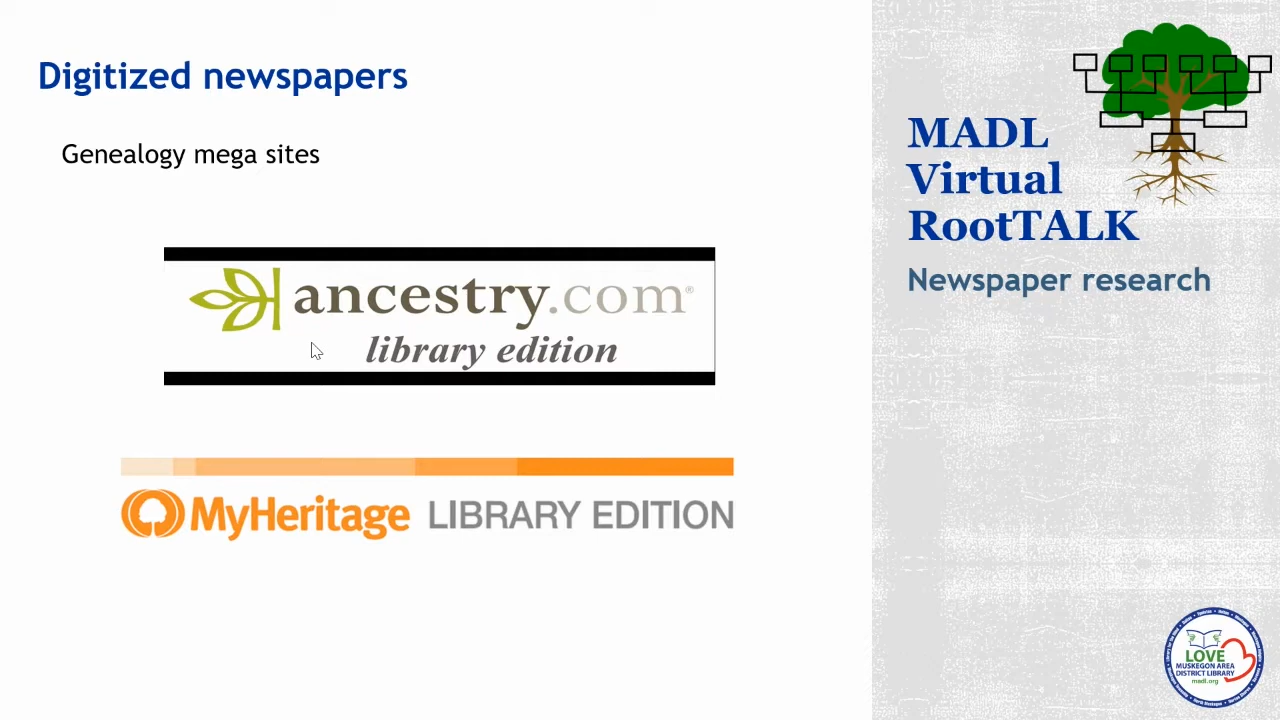 Digitized newspapers
Genealogy mega sites
ancestry.com®
library edition
MyHeritage LIBRARY EDITION
MADL
Virtual
RootTALK
Newspaper research
LOVE
MUSKEGON AREA
DISTRICT LIBRARY
madl.org